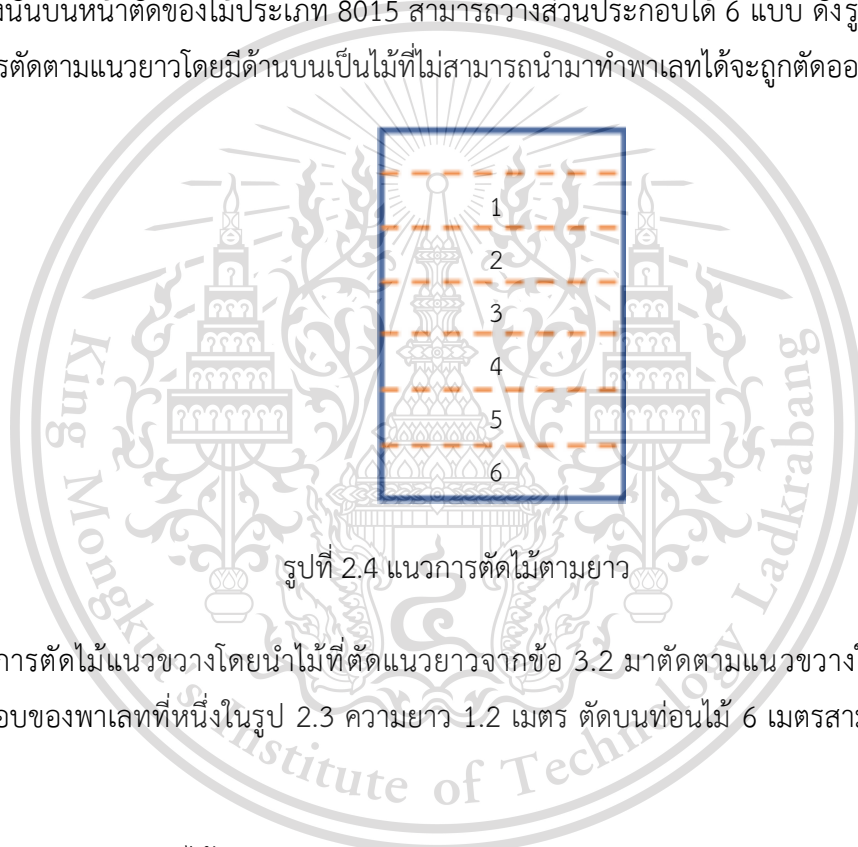 งนั้นบนหน้าตัดของไม้ประเภท 8015 สามารถวางส่วนประกอบได้ 6 แบบ ดังรู
รตัดตามแนวยาวโดยมีด้านบนเป็นไม้ที่ไม่สามารถนำมาทำพาเลทได้จะถูกตัดออ
1
2
3
4
5
6
รูปที่ 2.4 แนวการตัดไม้ตามยาว
การตัดไม้แนวขวางโดยนำไม้ที่ตัดแนวยาวจากข้อ 3.2 มาตัดตามแนวขวางใ
อบของพาเลทที่หนึ่งในรูป 2.3 ความยาว 1.2 เมตร ตัดบนท่อนไม้ 6 เมตรสาม
King Mongkut's Institute of Technology Ladkrabang